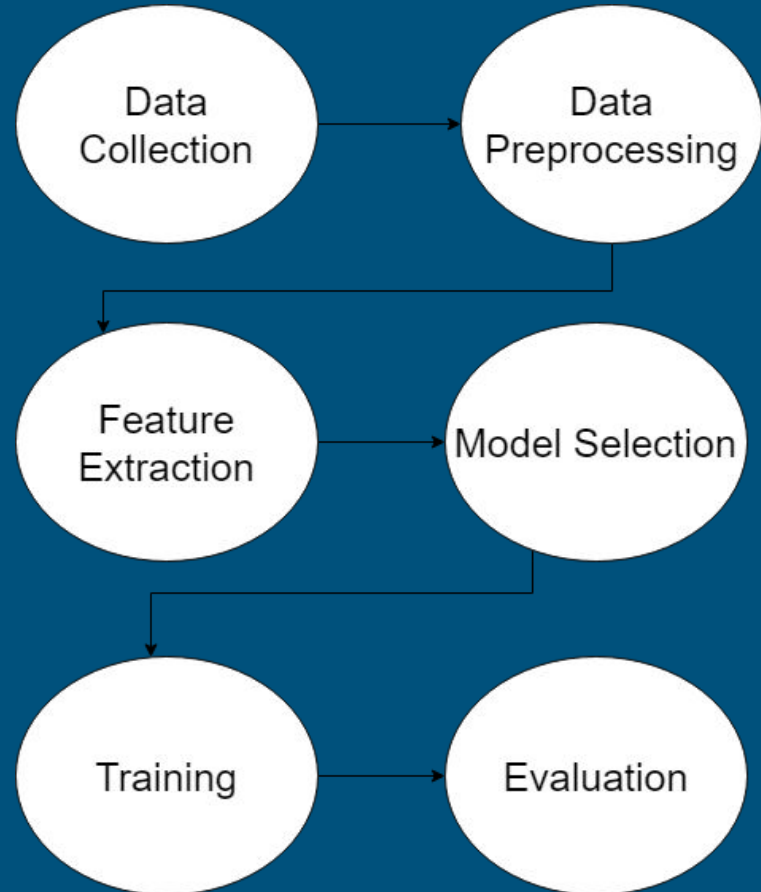 Data
Collection
Data
Preprocessing
Feature
Extraction
Model Selection
Training
Evaluation